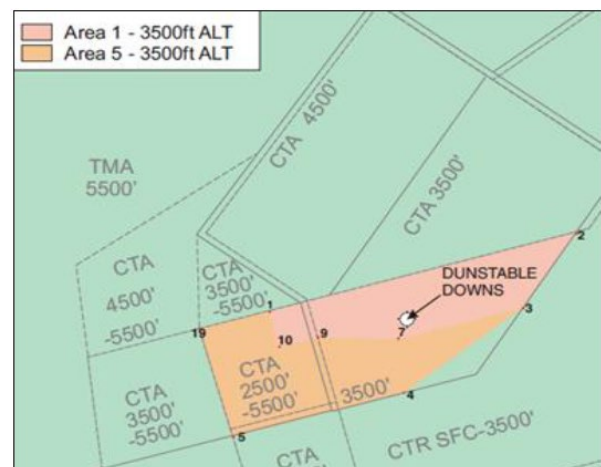 Area 1 - 3500ft ALT
Area 5 - 3500ft ALT
CTA 4500'
TMA
5500'
CTA 3500'
CTA
4500'
-5500'
CTA
3500'
-5500'
2
DUNSTABLE
DOWNS
1
3
19
10
9
7
CTA
2500'
-5500'
CTA
3500'
-5500'
3500'
4
5
CTR SFC-3500'
CTA